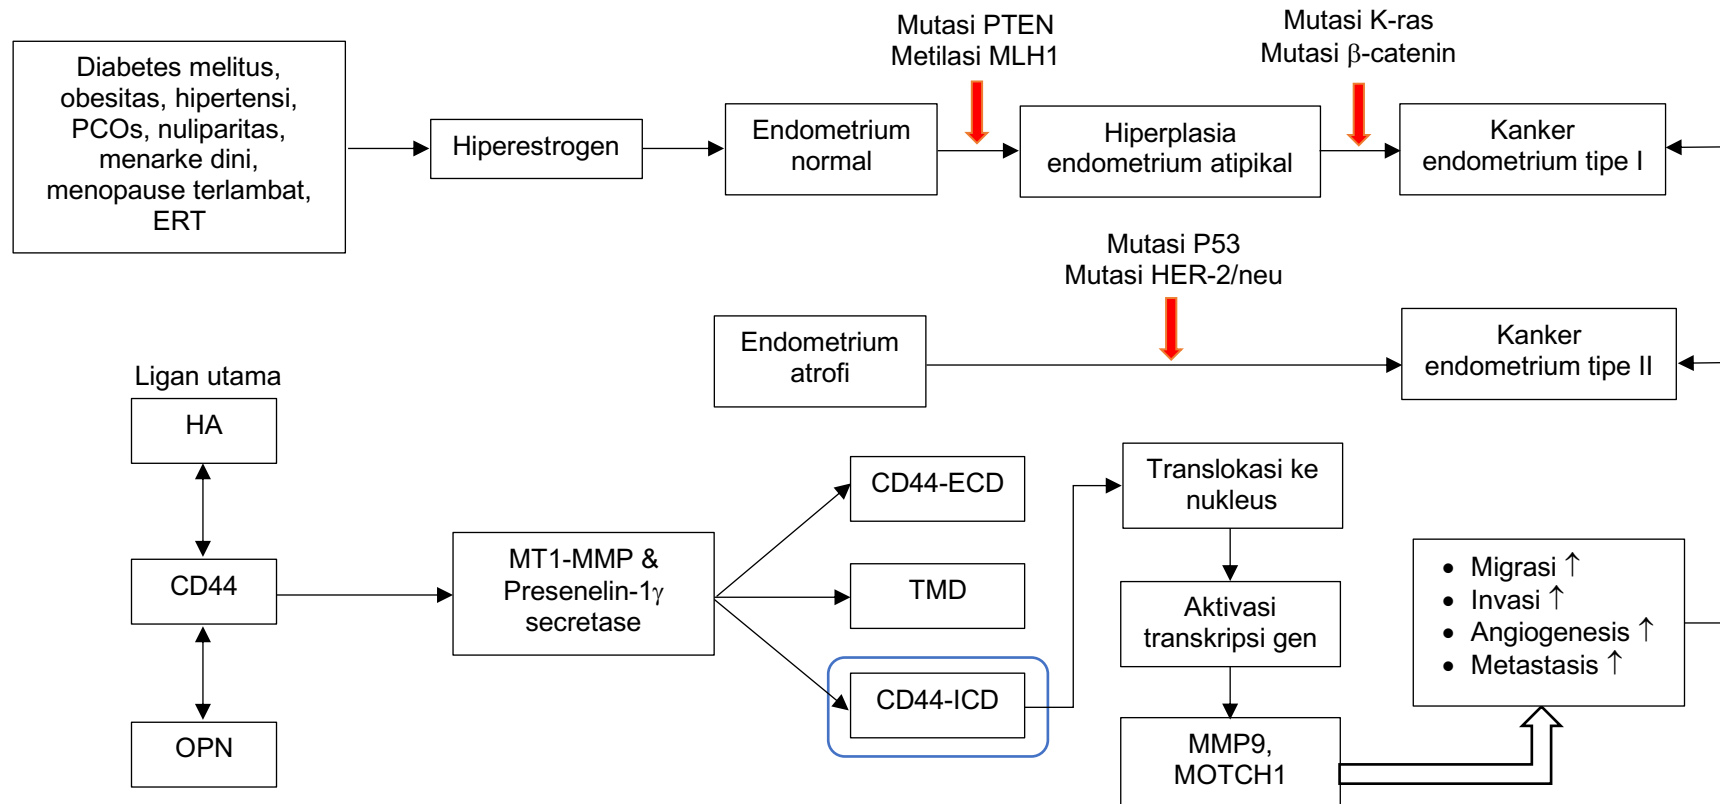 Mutasi PTEN
Metilasi MLH1
Mutasi K-ras
Mutasi β-catenin
Diabetes melitus,
obesitas, hipertensi,
PCOs, nuliparitas,
menarke dini,
menopause terlambat,
ERT
Hiperestrogen
Endometrium
normal
Hiperplasia
endometrium atipikal
Kanker
endometrium tipe I
Mutasi P53
Mutasi HER-2/neu
Endometrium
atrofi
Kanker
endometrium tipe II
Ligan utama
HA
CD44
OPN
MT1-MMP &
Presenelin-1γ
secretase
CD44-ECD
TMD
CD44-ICD
Translokasi ke
nukleus
Aktivasi
transkripsi gen
MMP9,
MOTCH1
• Migrasi ↑
• Invasi ↑
• Angiogenesis ↑
• Metastasis ↑